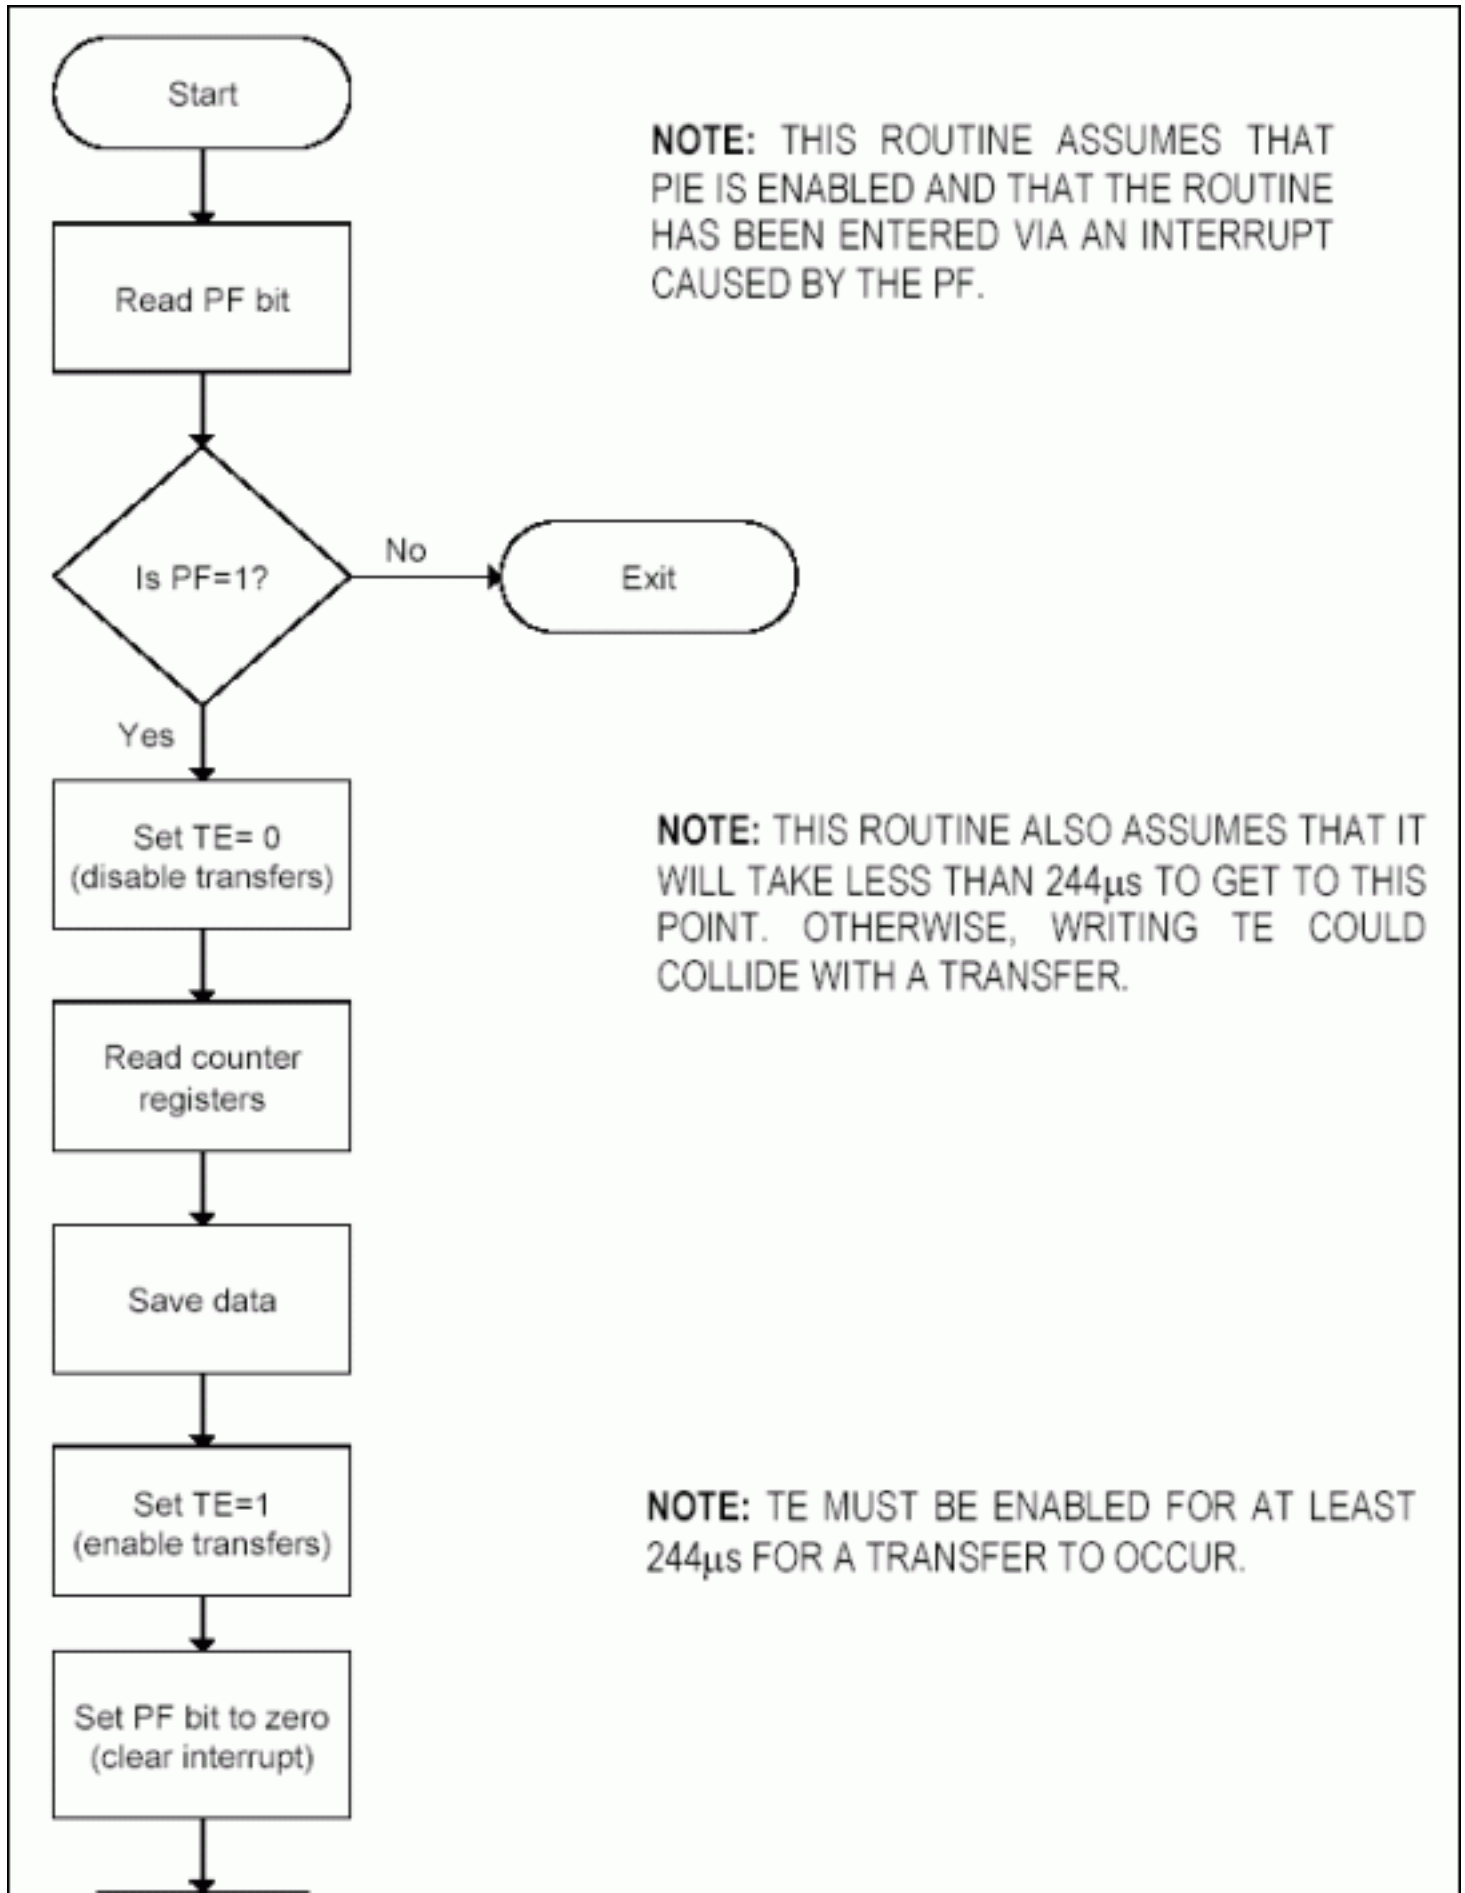 Start
NOTE: THIS ROUTINE ASSUMES THAT
PIE IS ENABLED AND THAT THE ROUTINE
HAS BEEN ENTERED VIA AN INTERRUPT
CAUSED BY THE PF.
Read PF bit
Is PF=1?
No
Exit
Yes
Set TE= 0
(disable transfers)
NOTE: THIS ROUTINE ALSO ASSUMES THAT IT
WILL TAKE LESS THAN 244µs TO GET TO THIS
POINT. OTHERWISE, WRITING TE COULD
COLLIDE WITH A TRANSFER.
Read counter
registers
Save data
Set TE=1
(enable transfers)
NOTE: TE MUST BE ENABLED FOR AT LEAST
244µs FOR A TRANSFER TO OCCUR.
Set PF bit to zero
(clear interrupt)